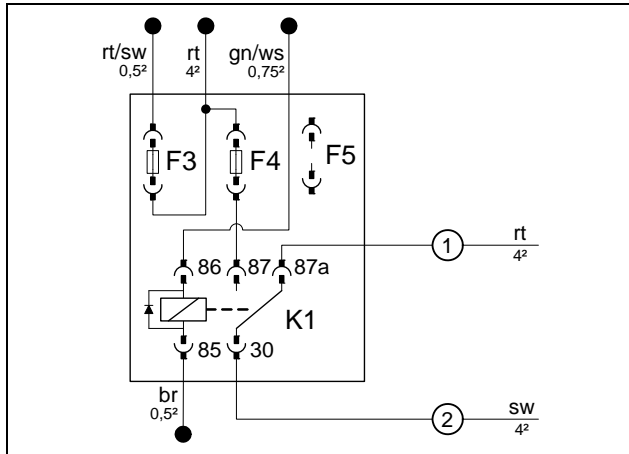 rt/sw rt gn/ws
0,5² 4² 0,75²
F3 F4 F5
1 rt
4²
86 87 87a
K1
85 30
br
0,5²
2 sw
4²